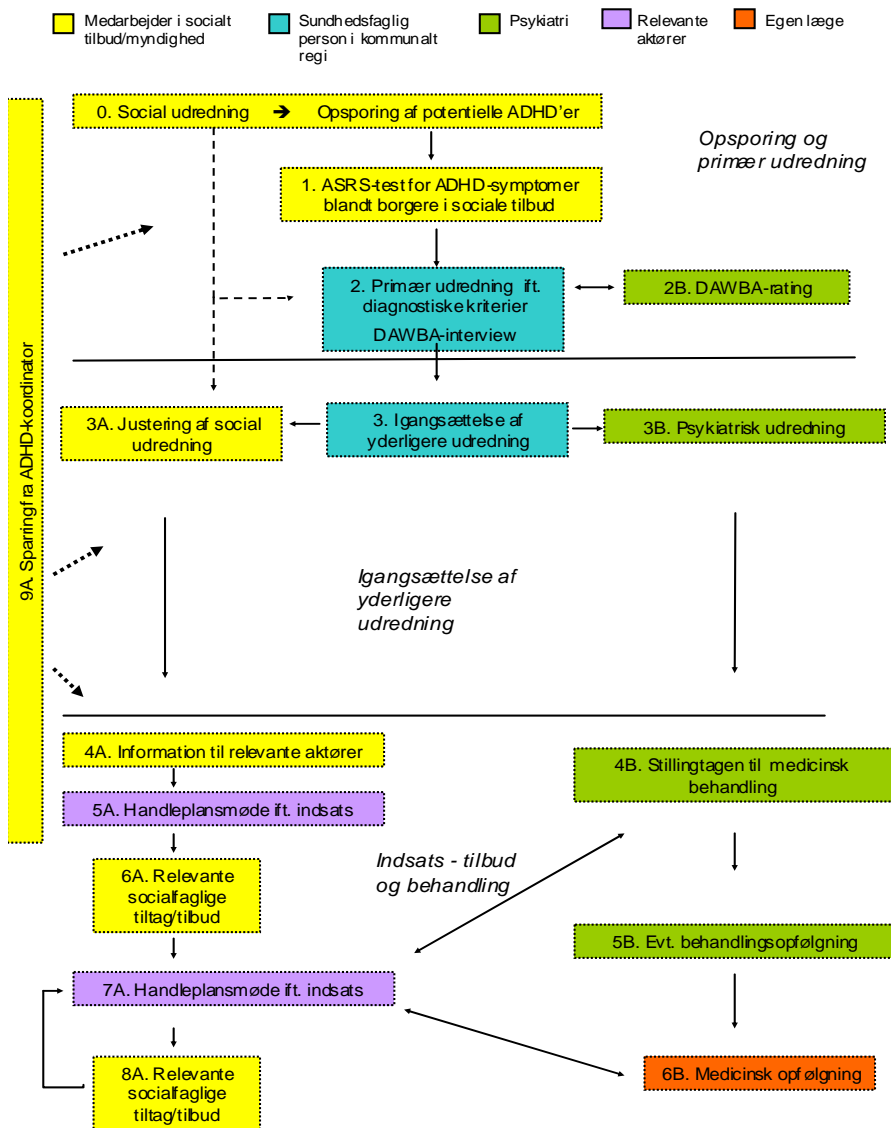 Medarbejder i socialt
tilbud/myndighed
Sundhedsfaglig
person i kommunalt
regi
Psykiatri
Relevante
aktører
Egen læge
0. Social udredning ➔ Opsporing af potentielle ADHD'er
Opsporing og
primær udredning
1. ASRS-test for ADHD-symptomer
blandt borgere i sociale tilbud
2. Primær udredning ift.
diagnostiske kriterier
DAWBA-interview
2B. DAWBA-rating
9A. Sparring fra ADHD-koordinator
3A. Justering af social
udredning
3. Igangsættelse af
yderligere udredning
3B. Psykiatrisk udredning
Igangsættelse af
yderligere
udredning
4A. Information til relevante aktører
4B. Stillingtagen til medicinsk
behandling
5A. Handleplansmøde ift. indsats
Indsats - tilbud
og behandling
6A. Relevante
socialfaglige
tiltag/tilbud
5B. Evt. behandlingsopfølgning
7A. Handleplansmøde ift. indsats
8A. Relevante
socialfaglige
tiltag/tilbud
6B. Medicinsk opfølgning